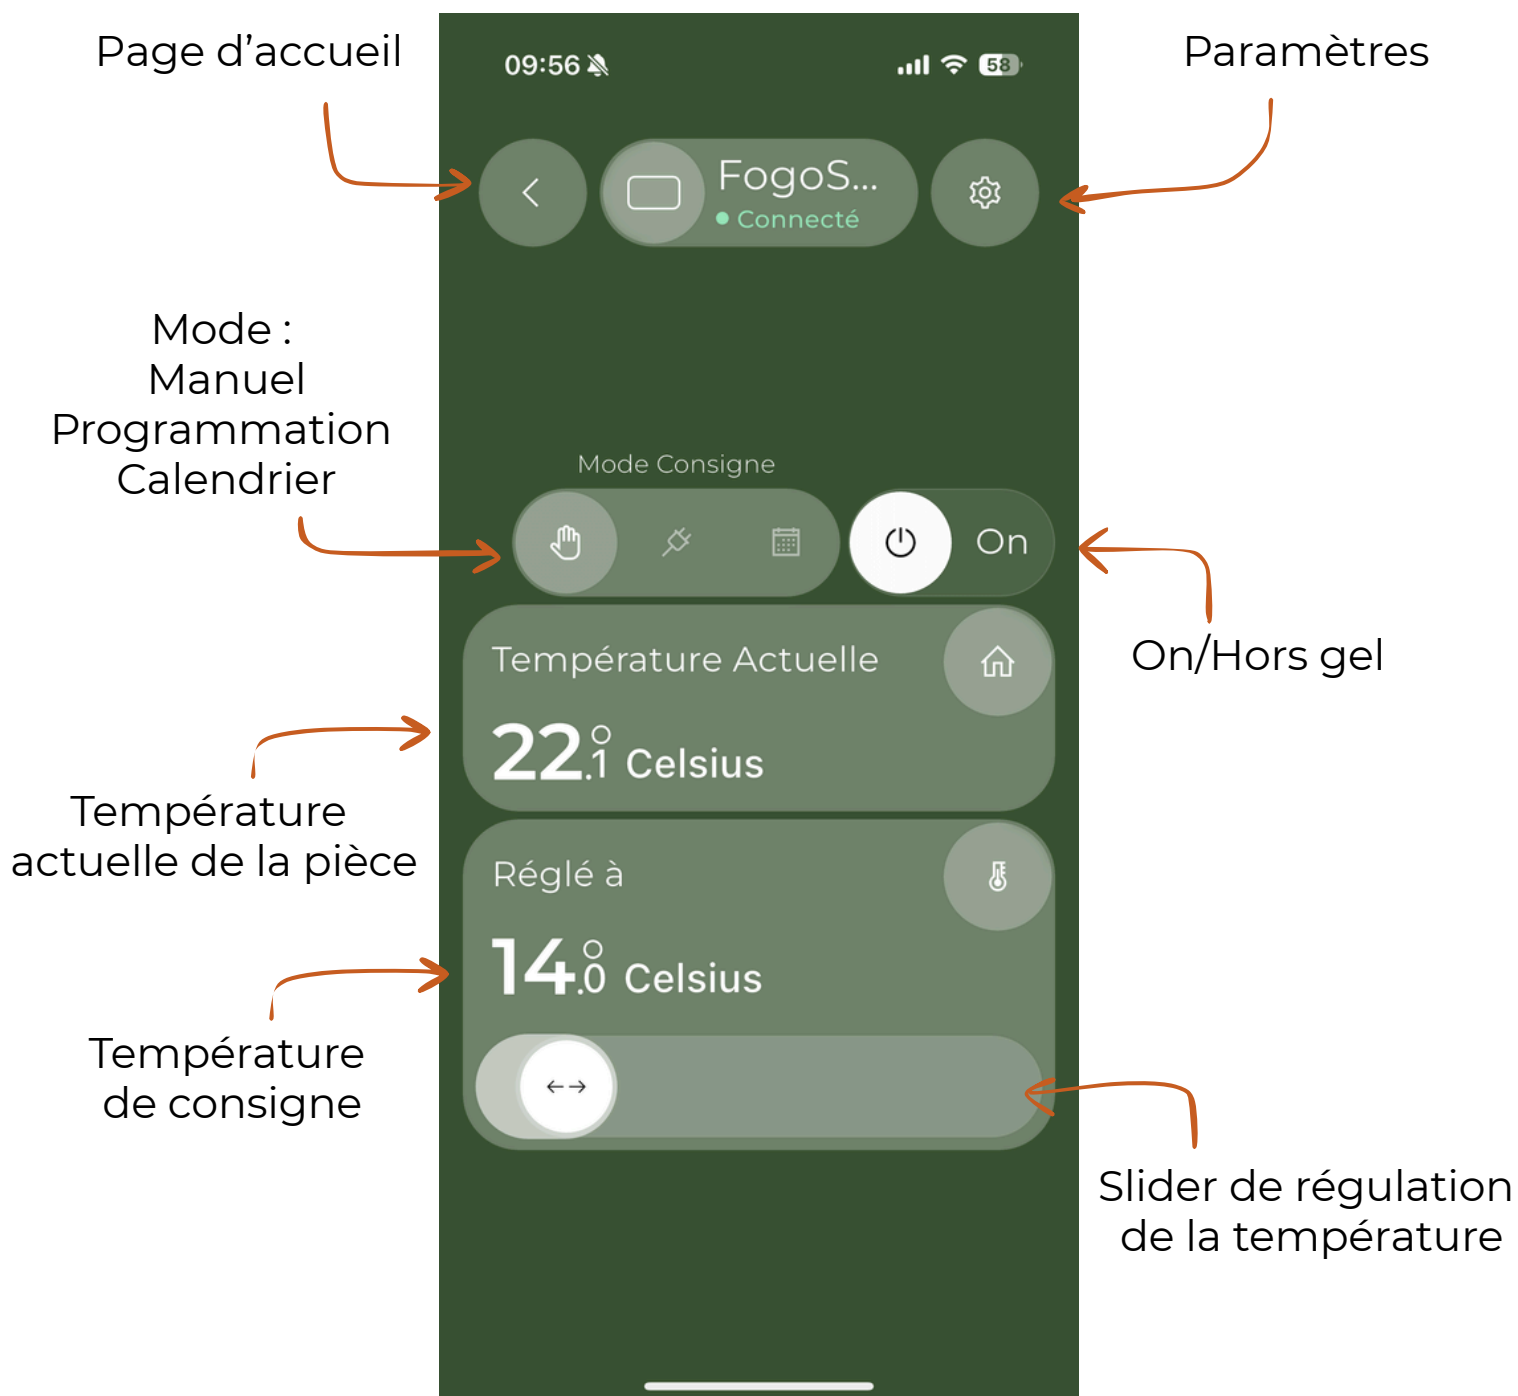 Page d’accueil
Paramètres
09:56
58
FogoS...
Connecté
Mode :
Manuel
Programmation
Calendrier
Mode Consigne
On
On/Hors gel
Température Actuelle
22.1° Celsius
Température
actuelle de la pièce
Réglé à
14.0° Celsius
Température
de consigne
Slider de régulation
de la température